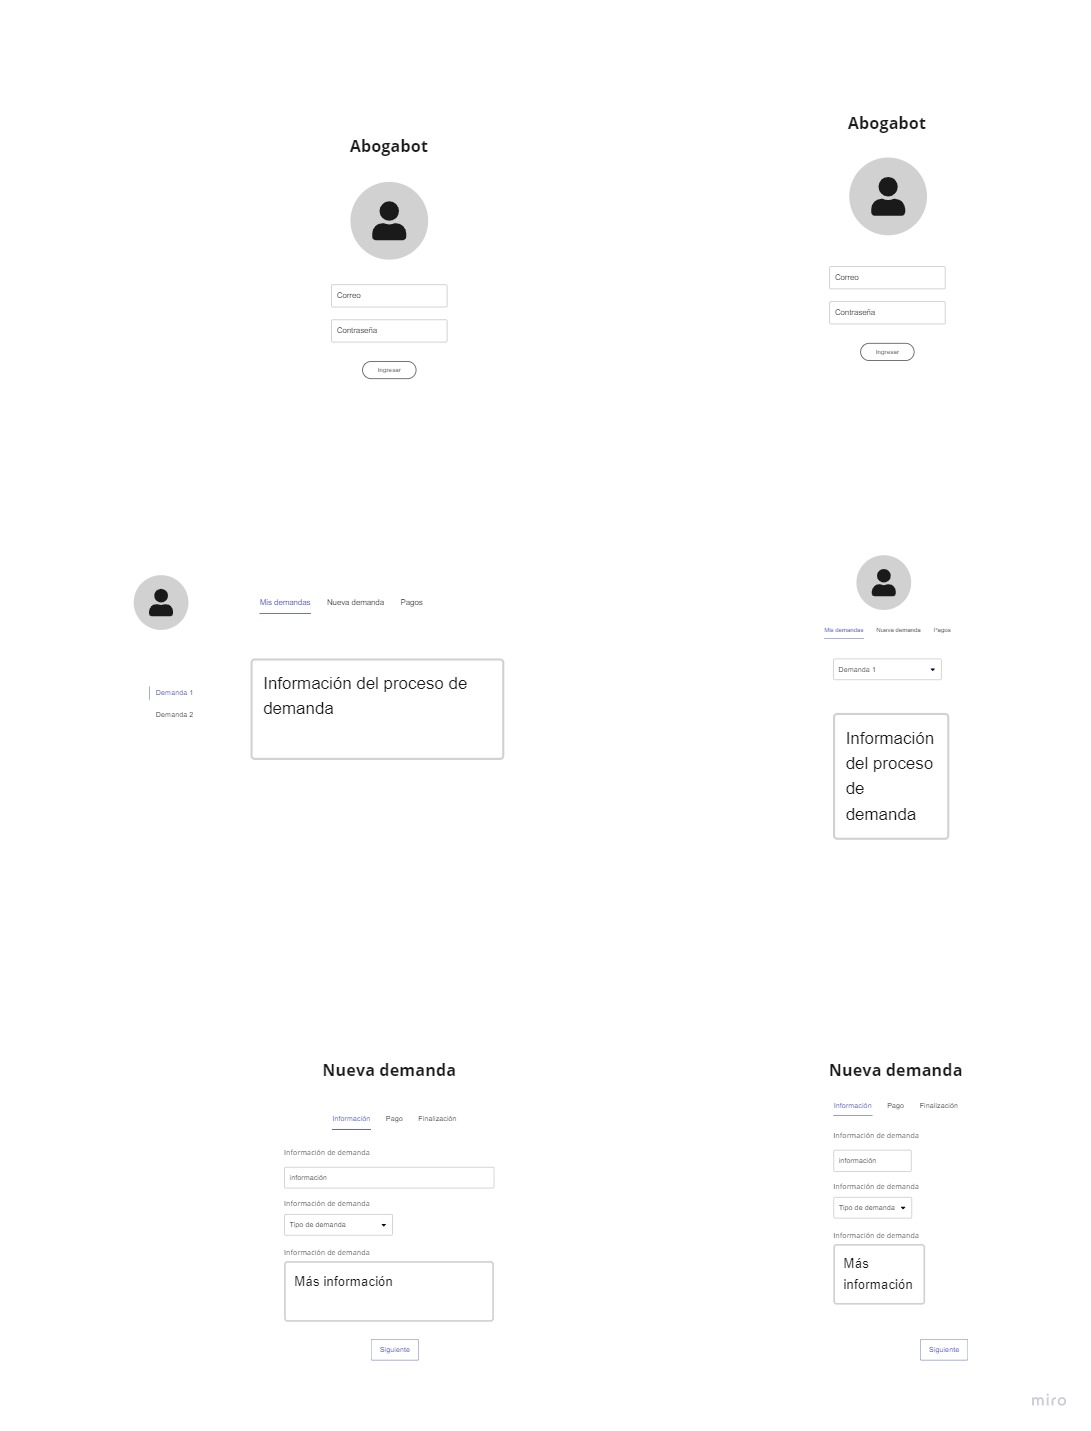 Abogabot
Correo
Contraseña
Ingresar
Abogabot
Correo
Contraseña
Ingresar
Mis demandas Nueva demanda Pagos
Demanda 1
Demanda 2
Información del proceso de
demanda
Mis demandas Nueva demanda Pagos
Demanda 1
Información
del proceso
de
demanda
Nueva demanda
Información Pago Finalización
Información de demanda
información
Información de demanda
Tipo de demanda
Información de demanda
Más información
Siguiente
Nueva demanda
Información Pago Finalización
Información de demanda
información
Información de demanda
Tipo de demanda
Información de demanda
Más
información
Siguiente
miro